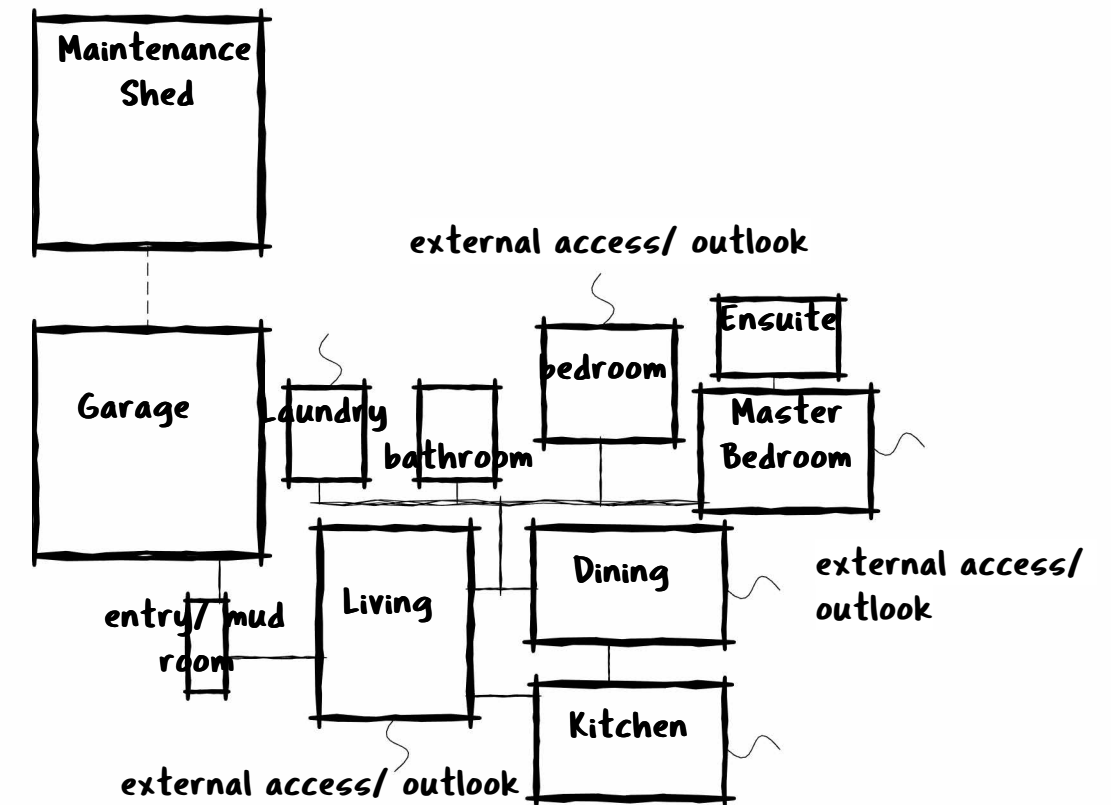 Maintenance
Shed
external access/ outlook
Ensuite
bedroom
Garage
Laundry
Master
bathroom
Bedroom
external access/
outlook
Dining
Living
entry/ mud
room
Kitchen
external access/ outlook